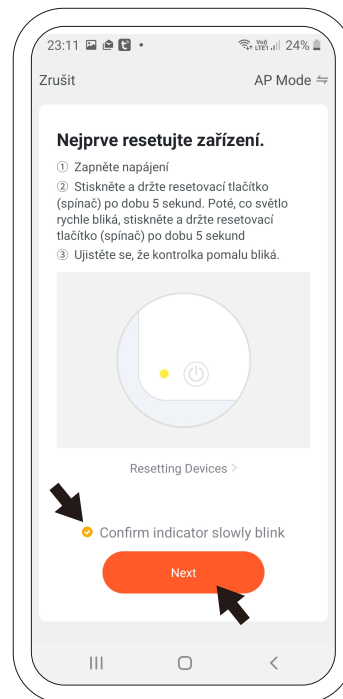 23:11
24%
Zrušit
AP Mode
Nejprve resetujte zařízení.
① Zapněte napájení
② Stiskněte a držte resetovací tlačítko
(spínač) po dobu 5 sekund. Poté, co světlo
rychle bliká, stiskněte a držte resetovací
tlačítko (spínač) po dobu 5 sekund
③ Ujistěte se, že kontrolka pomalu bliká.
Resetting Devices >
Confirm indicator slowly blink
Next